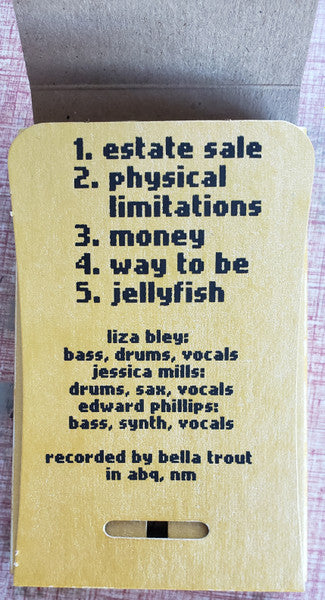 1. estate sale
2. physical
limitations
3. money
4. way to be
5. jellyfish
liza bley:
bass, drums, vocals
jessica mills:
drums, sax, vocals
edward phillips:
bass, synth, vocals
recorded by bella trout
in abq, nm